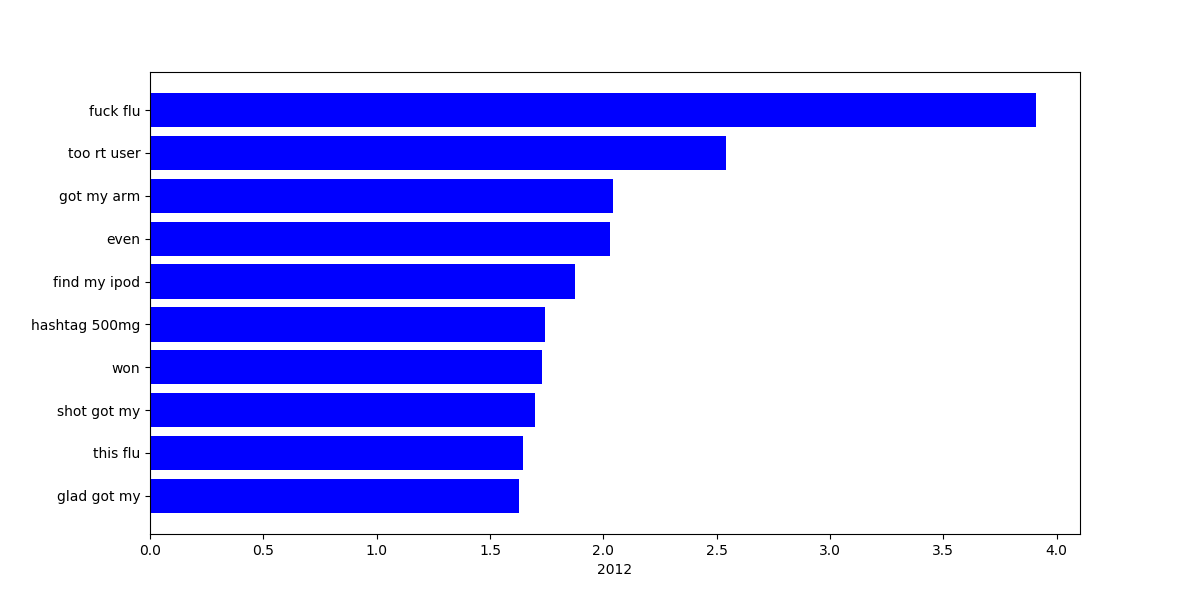 fuck flu
too rt user
got my arm
even
find my ipod
hashtag 500mg
won
shot got my
this flu
glad got my
0.0 0.5 1.0 1.5 2.0 2.5 3.0 3.5 4.0
2012